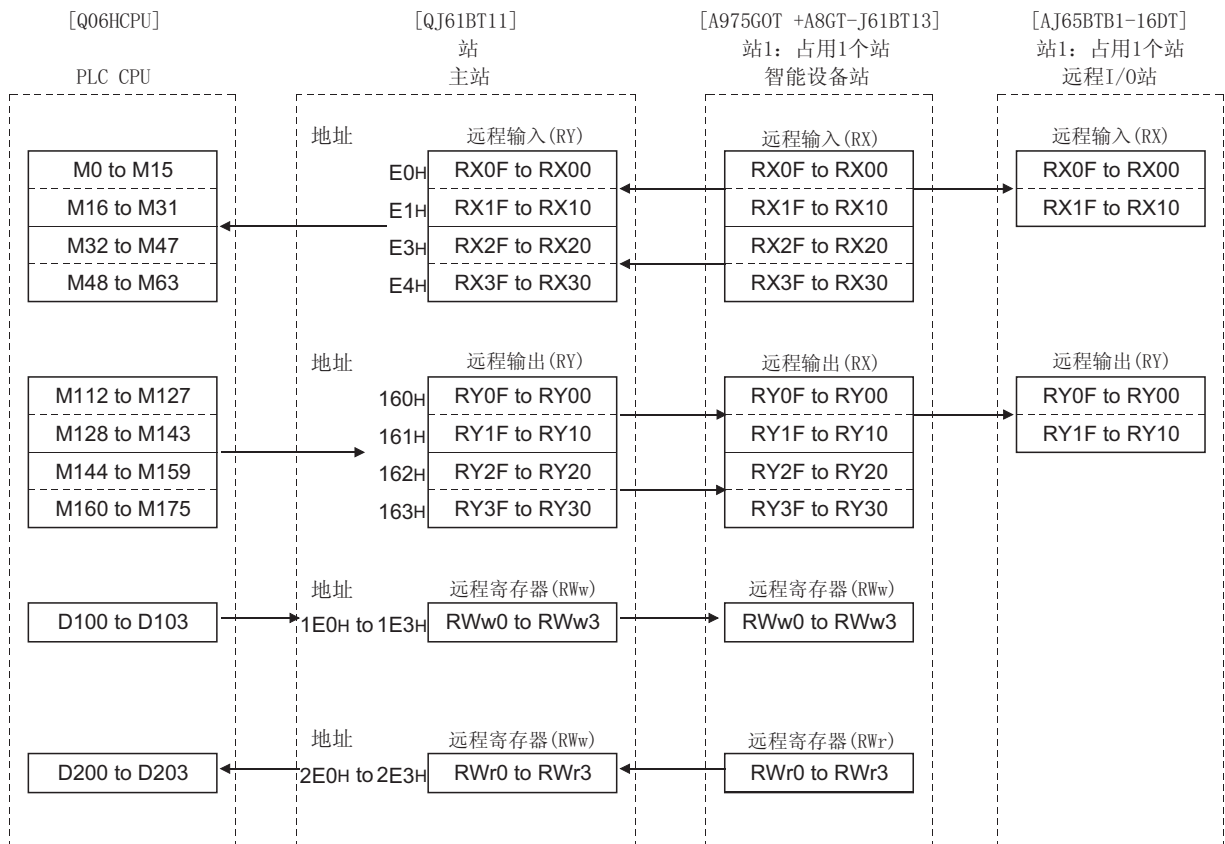 [Q06HCPU] [QJ61BT11] [A975GOT +A8GT-J61BT13] [AJ65BTB1-16DT]
站 站1: 占用1个站 站1: 占用1个站
PLC CPU 主站 智能设备站 远程I/O站
地址 远程输入(RY) 远程输入(RX) 远程输入(RX)
M0 to M15 E0H RX0F to RX00 RX0F to RX00 RX0F to RX00
M16 to M31 E1H RX1F to RX10 RX1F to RX10 RX1F to RX10
M32 to M47 E3H RX2F to RX20 RX2F to RX20
M48 to M63 E4H RX3F to RX30 RX3F to RX30
地址 远程输出(RY) 远程输出(RX) 远程输出(RY)
M112 to M127 160H RY0F to RY00 RY0F to RY00 RY0F to RY00
M128 to M143 161H RY1F to RY10 RY1F to RY10 RY1F to RY10
M144 to M159 162H RY2F to RY20 RY2F to RY20
M160 to M175 163H RY3F to RY30 RY3F to RY30
地址 远程寄存器(RWw) 远程寄存器(RWw)
D100 to D103 1E0H to 1E3H RWw0 to RWw3 RWw0 to RWw3
地址 远程寄存器(RWw) 远程寄存器(RWr)
D200 to D203 2E0H to 2E3H RWr0 to RWr3 RWr0 to RWr3